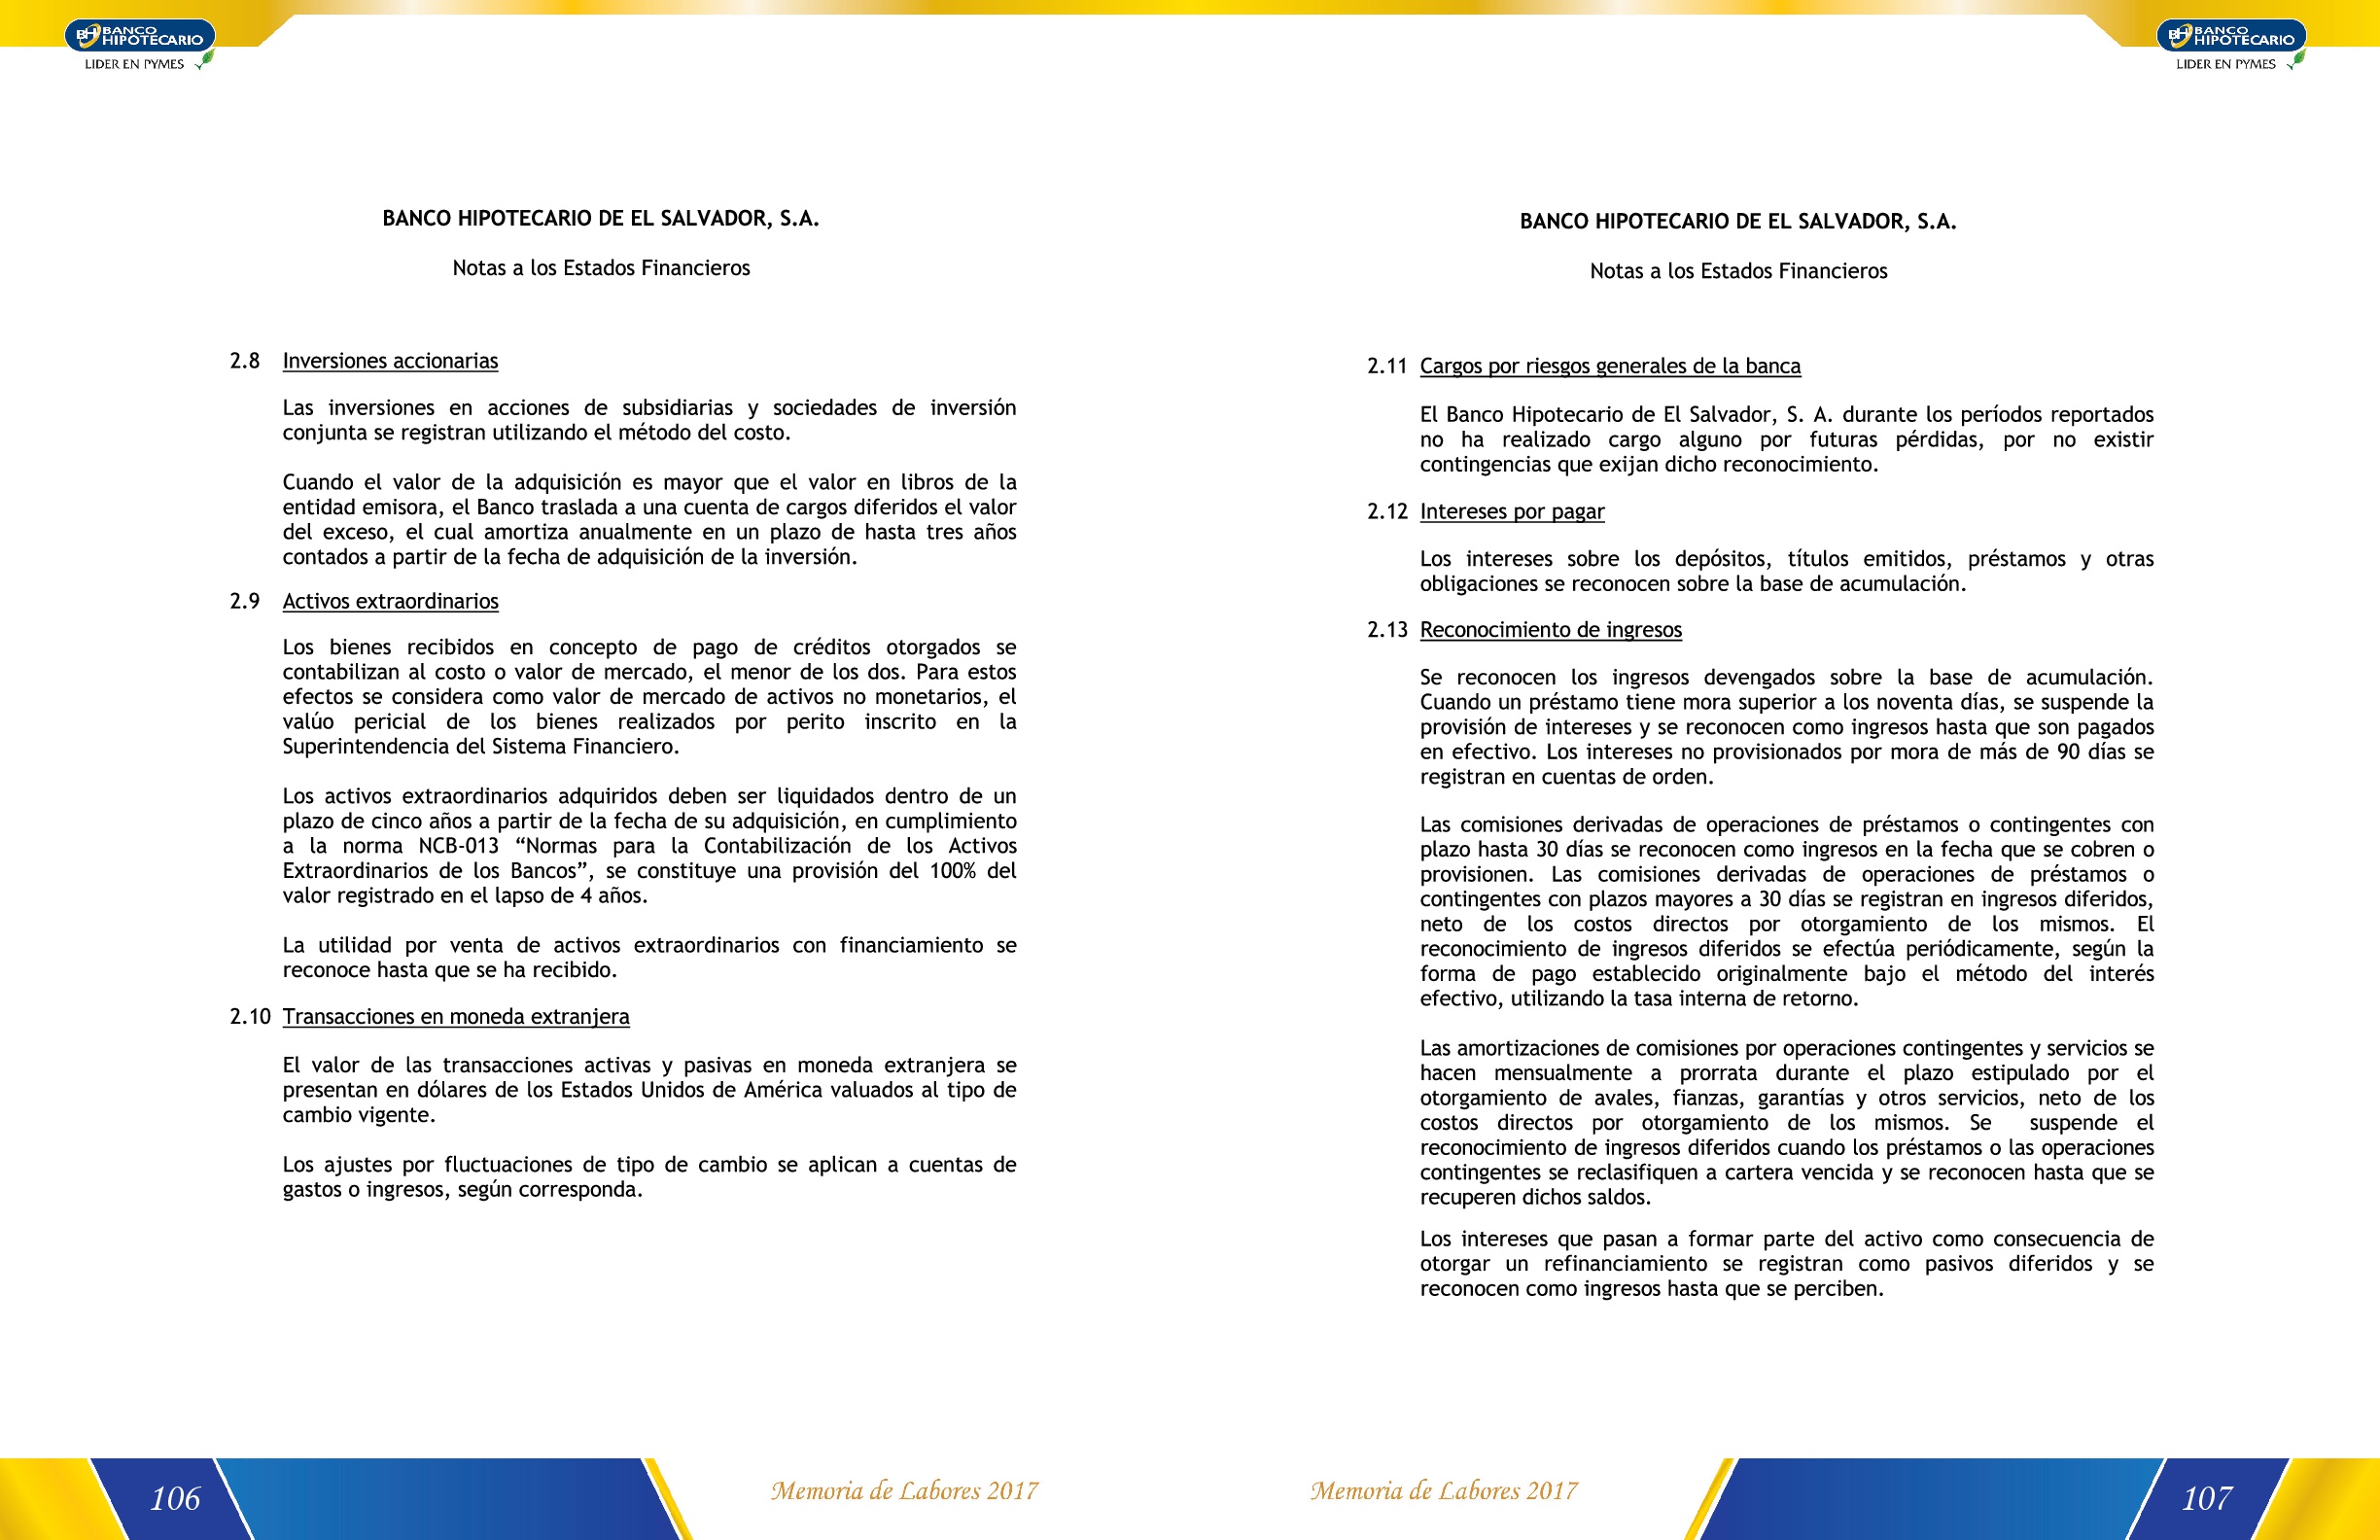 BH BANCO
HIPOTECARIO
LIDER EN PYMES
BANCO HIPOTECARIO DE EL SALVADOR, S.A.
Notas a los Estados Financieros
2.8 Inversiones accionarias
Las inversiones en acciones de subsidiarias y sociedades de inversión
conjunta se registran utilizando el método del costo.
Cuando el valor de la adquisición es mayor que el valor en libros de la
entidad emisora, el Banco traslada a una cuenta de cargos diferidos el valor
del exceso, el cual amortiza anualmente en un plazo de hasta tres años
contados a partir de la fecha de adquisición de la inversión.
2.9 Activos extraordinarios
Los bienes recibidos en concepto de pago de créditos otorgados se
contabilizan al costo o valor de mercado, el menor de los dos. Para estos
efectos se considera como valor de mercado de activos no monetarios, el
valúo pericial de los bienes realizados por perito inscrito en la
Superintendencia del Sistema Financiero.
Los activos extraordinarios adquiridos deben ser liquidados dentro de un
plazo de cinco años a partir de la fecha de su adquisición, en cumplimiento
a la norma NCB-013 “Normas para la Contabilización de los Activos
Extraordinarios de los Bancos”, se constituye una provisión del 100% del
valor registrado en el lapso de 4 años.
La utilidad por venta de activos extraordinarios con financiamiento se
reconoce hasta que se ha recibido.
2.10 Transacciones en moneda extranjera
El valor de las transacciones activas y pasivas en moneda extranjera se
presentan en dólares de los Estados Unidos de América valuados al tipo de
cambio vigente.
Los ajustes por fluctuaciones de tipo de cambio se aplican a cuentas de
gastos o ingresos, según corresponda.
106
Memoria de Labores 2017
BH BANCO
HIPOTECARIO
LIDER EN PYMES
BANCO HIPOTECARIO DE EL SALVADOR, S.A.
Notas a los Estados Financieros
2.11 Cargos por riesgos generales de la banca
El Banco Hipotecario de El Salvador, S. A. durante los períodos reportados
no ha realizado cargo alguno por futuras pérdidas, por no existir
contingencias que exijan dicho reconocimiento.
2.12 Intereses por pagar
Los intereses sobre los depósitos, títulos emitidos, préstamos y otras
obligaciones se reconocen sobre la base de acumulación.
2.13 Reconocimiento de ingresos
Se reconocen los ingresos devengados sobre la base de acumulación.
Cuando un préstamo tiene mora superior a los noventa días, se suspende la
provisión de intereses y se reconocen como ingresos hasta que son pagados
en efectivo. Los intereses no provisionados por mora de más de 90 días se
registran en cuentas de orden.
Las comisiones derivadas de operaciones de préstamos o contingentes con
plazo hasta 30 días se reconocen como ingresos en la fecha que se cobren o
provisionen. Las comisiones derivadas de operaciones de préstamos o
contingentes con plazos mayores a 30 días se registran en ingresos diferidos,
neto de los costos directos por otorgamiento de los mismos. El
reconocimiento de ingresos diferidos se efectúa periódicamente, según la
forma de pago establecido originalmente bajo el método del interés
efectivo, utilizando la tasa interna de retorno.
Las amortizaciones de comisiones por operaciones contingentes y servicios se
hacen mensualmente a prorrata durante el plazo estipulado por el
otorgamiento de avales, fianzas, garantías y otros servicios, neto de los
costos directos por otorgamiento de los mismos. Se suspende el
reconocimiento de ingresos diferidos cuando los préstamos o las operaciones
contingentes se reclasifiquen a cartera vencida y se reconocen hasta que se
recuperen dichos saldos.
Los intereses que pasan a formar parte del activo como consecuencia de
otorgar un refinanciamiento se registran como pasivos diferidos y se
reconocen como ingresos hasta que se perciben.
Memoria de Labores 2017
107